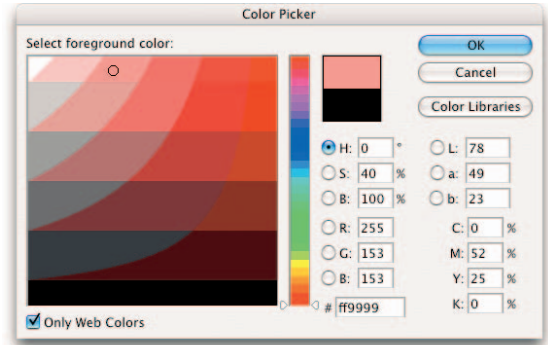 Color Picker
Select foreground color:
OK
Cancel
Color Libraries
H: 0 °
S: 40 %
B: 100 %
R: 255
G: 153
B: 153
# ff9999
L: 78
a: 49
b: 23
C: 0 %
M: 52 %
Y: 25 %
K: 0 %
Only Web Colors